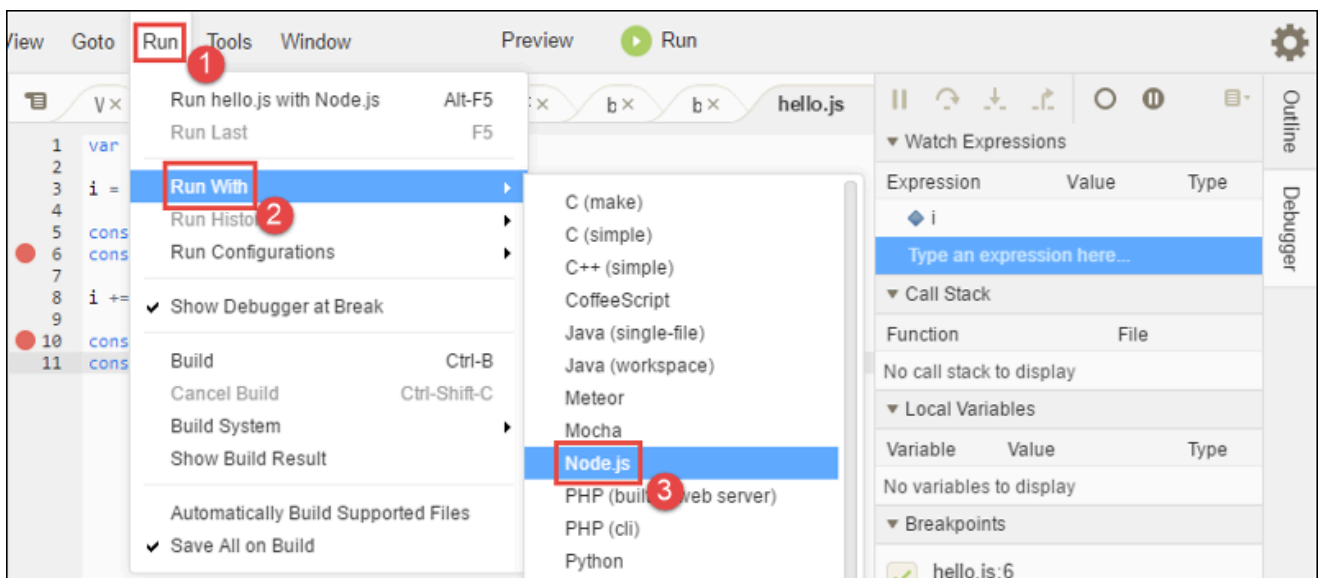 View Goto Run Tools Window Preview Run
1
V × × b × b × hello.js
Run hello.js with Node.js Alt-F5
Run Last F5
Run With
2
Run Histo
Run Configurations
Show Debugger at Break
Build Ctrl-B
Cancel Build Ctrl-Shift-C
Build System
Show Build Result
Automatically Build Supported Files
Save All on Build
1 var
2
3 i =
4
5 cons
6 cons
7
8 i +=
9
10 cons
11 cons
C (make)
C (simple)
C++ (simple)
CoffeeScript
Java (single-file)
Java (workspace)
Meteor
Mocha
Node.js
3
PHP (built web server)
PHP (cli)
Python
Watch Expressions
Expression Value Type
i
Type an expression here...
Call Stack
Function File
No call stack to display
Local Variables
Variable Value Type
No variables to display
Breakpoints
hello.js:6
Outline
Debugger